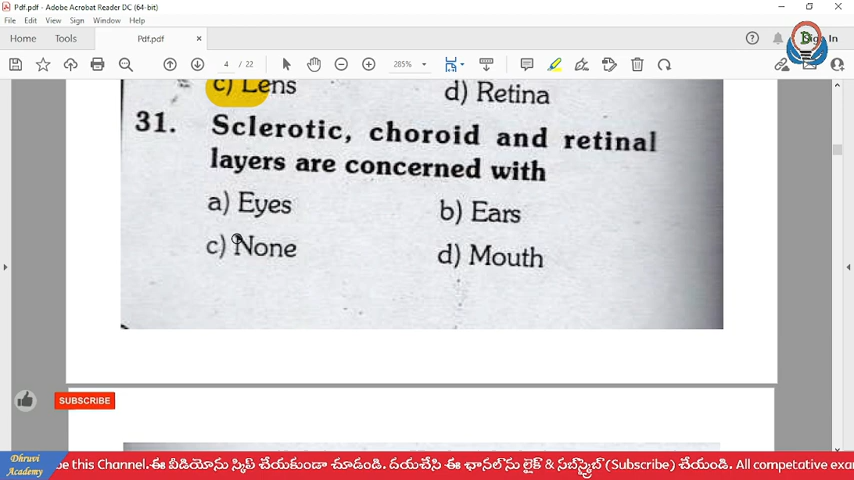 Pdf.pdf - Adobe Acrobat Reader DC (64-bit)
File Edit View Sign Window Help
Home Tools Pdf.pdf × Sign In
4 / 22 285%
c) Lens d) Retina
31. Sclerotic, choroid and retinal
layers are concerned with
a) Eyes b) Ears
c) None d) Mouth
SUBSCRIBE
Dhruvi
Academy
be this Channel. ఈ వీడియోను స్కిప్ చేయకుండా చూడండి. దయచేసి ఈ ఛానల్‌ను లైక్ & సబ్‌స్క్రైబ్ (Subscribe) చేయండి. All competative exa